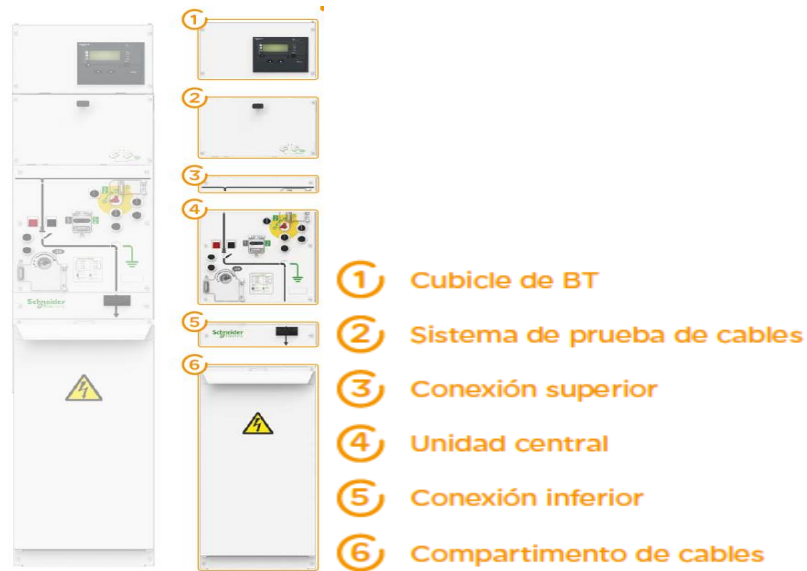 1
2
3
4
5
6
Schneider
Schneider
1 Cubicle de BT
2 Sistema de prueba de cables
3 Conexión superior
4 Unidad central
5 Conexión inferior
6 Compartimento de cables